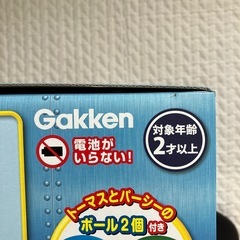 Gakken
対象年齢
2才以上
電池が
いらない!
トーマスとパーシーの
ボール2個付き